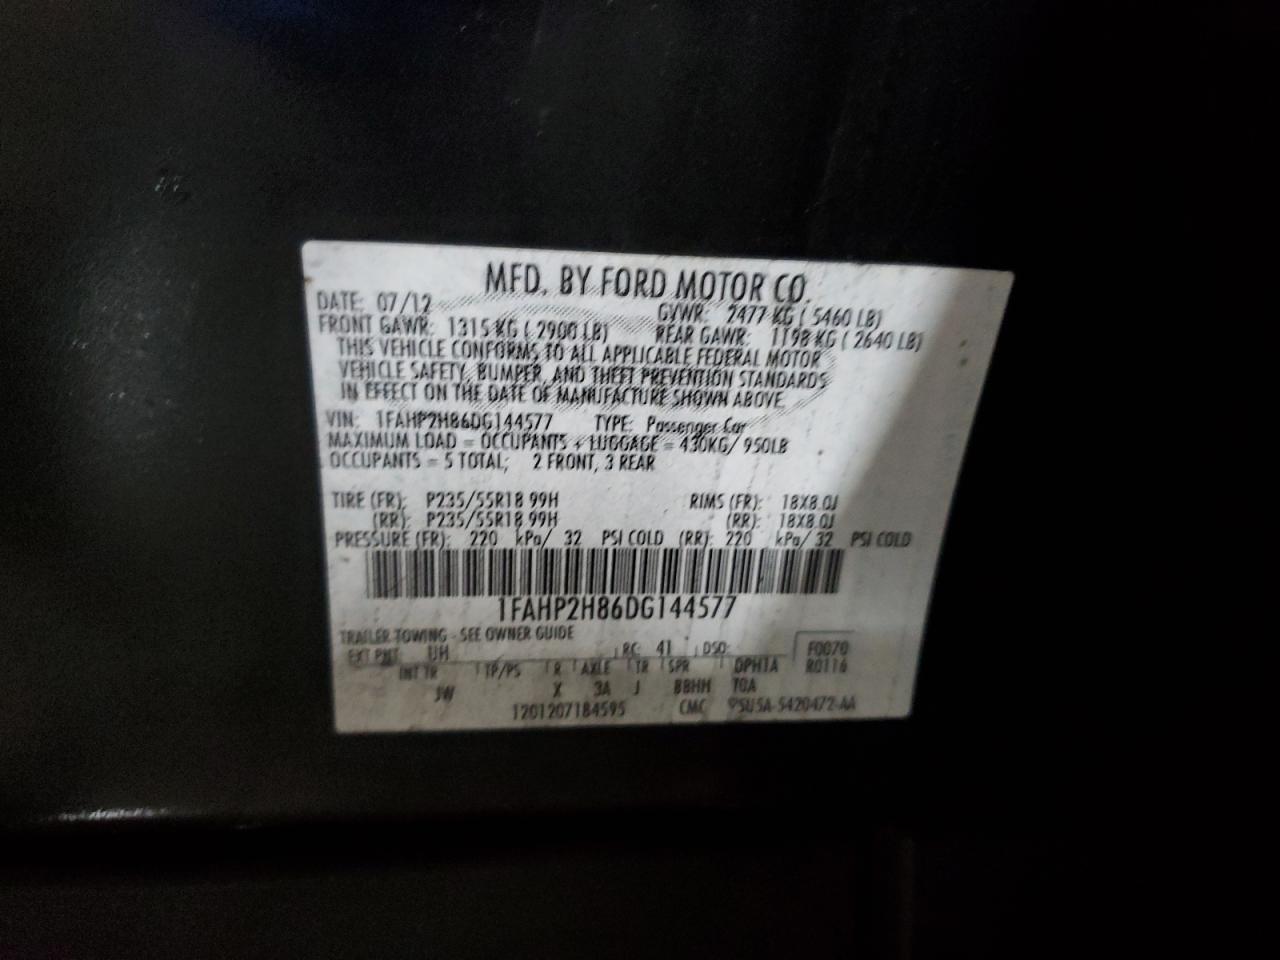 MFD. BY FORD MOTOR CO.
DATE: 07/12 GVWR: 2477 KG ( 5460 LB)
FRONT GAWR: 1315 KG ( 2900 LB) REAR GAWR: 1198 KG ( 2640 LB)
THIS VEHICLE CONFORMS TO ALL APPLICABLE FEDERAL MOTOR
VEHICLE SAFETY, BUMPER, AND THEFT PREVENTION STANDARDS
IN EFFECT ON THE DATE OF MANUFACTURE SHOWN ABOVE.
VIN: 1FAHP2H86DG144577 TYPE: Passenger Car
MAXIMUM LOAD = OCCUPANTS + LUGGAGE = 430KG/ 950LB
OCCUPANTS = 5 TOTAL; 2 FRONT, 3 REAR
TIRE (FR): P235/55R18 99H RIMS (FR): 18X8.0J
(RR): P235/55R18 99H (RR): 18X8.0J
PRESSURE (FR): 220 kPa/ 32 PSI COLD (RR): 220 kPa/ 32 PSI COLD
1FAHP2H86DG144577
TRAILER TOWING - SEE OWNER GUIDE
EXT PNT: UH RC: 41 DSO: F0070
INT TR TP/PS R AXLE TR SPR DPH1A R0116
JW X 3A J BBHH TOA
1201207184595 CMC 9SU5A-5420472-AA